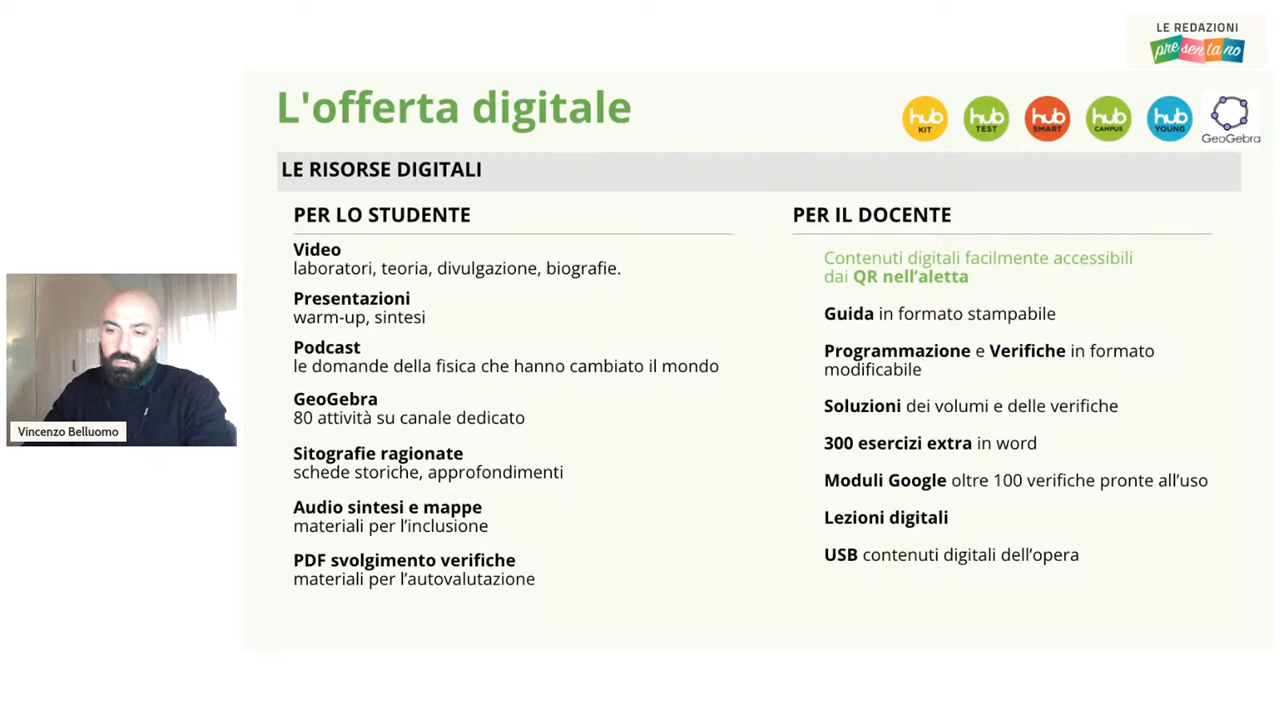 LE REDAZIONI
presentano
L'offerta digitale
hub KIT
hub TEST
hub SMART
hub CAMPUS
hub YOUNG
GeoGebra
LE RISORSE DIGITALI
PER LO STUDENTE
Video
laboratori, teoria, divulgazione, biografie.
Presentazioni
warm-up, sintesi
Podcast
le domande della fisica che hanno cambiato il mondo
GeoGebra
80 attività su canale dedicato
Sitografie ragionate
schede storiche, approfondimenti
Audio sintesi e mappe
materiali per l’inclusione
PDF svolgimento verifiche
materiali per l’autovalutazione
PER IL DOCENTE
Contenuti digitali facilmente accessibili
dai QR nell’aletta
Guida in formato stampabile
Programmazione e Verifiche in formato
modificabile
Soluzioni dei volumi e delle verifiche
300 esercizi extra in word
Moduli Google oltre 100 verifiche pronte all’uso
Lezioni digitali
USB contenuti digitali dell’opera
Vincenzo Belluomo